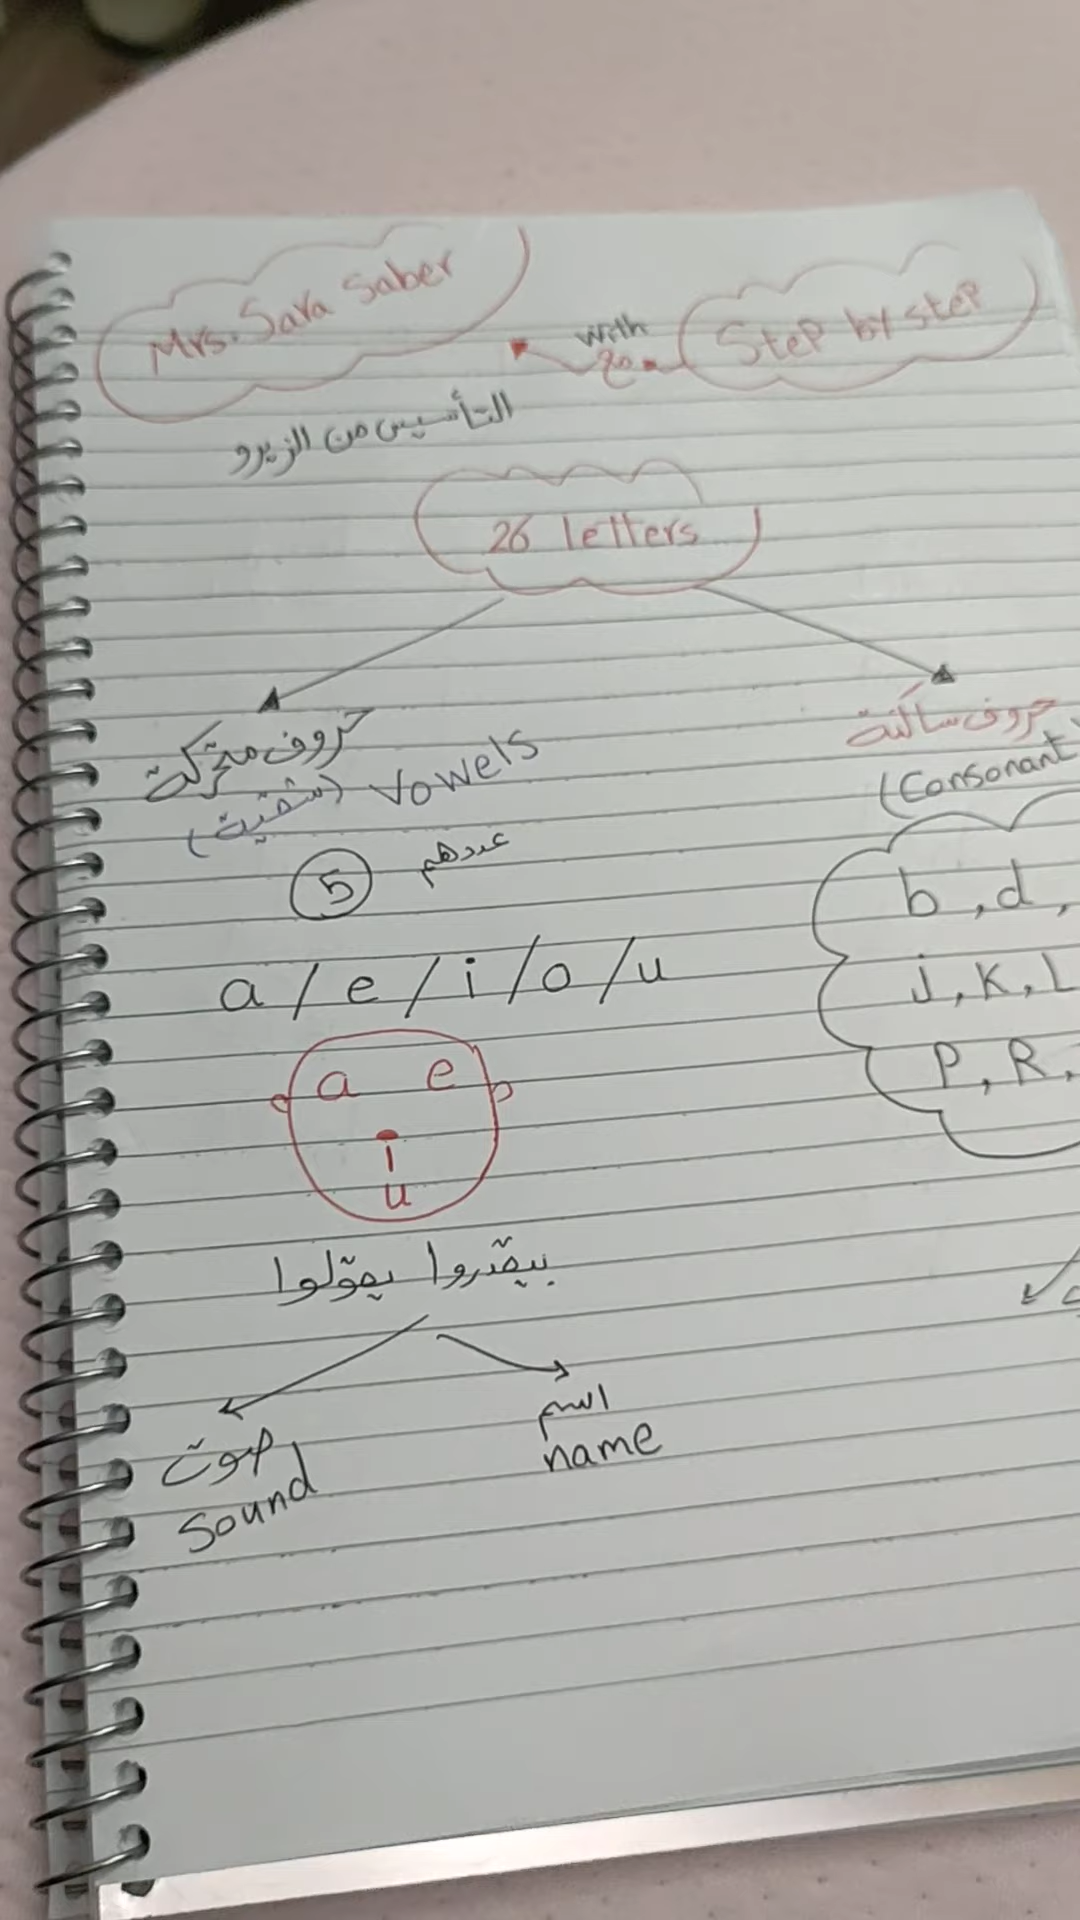 Mrs. Sara Saber with مع Step by step
التأسيس من الزيرو
26 letters
حروف متحركة
(شفتية) Vowels
عددهم 5
a / e / i / o / u
a e
i
u
بيقدروا يقولوا
صوت
Sound
اسم
name
حروف ساكنة
(Consonant
b , d ,
j , K , L
P , R ,